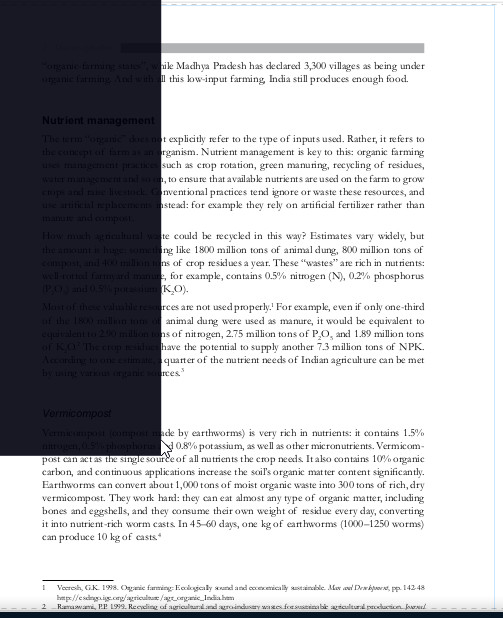 "organic farming status", while Madhya Pradesh has declared 3,300 villages as being under
organic farming. And with all this low-input farming, India still produces enough food.
Nutrient management
The term "organic" does not explicitly refer to the type of inputs used. Rather, it refers to
the concept of farm as an organism. Nutrient management is key to this: organic farming
uses management practices such as crop rotation, green manuring, recycling of residues,
water management and so on, to ensure that available nutrients are used on the farm to grow
crops and raise livestock. Conventional practices tend ignore or waste these resources, and
use artificial replacements instead: for example they rely on artificial fertilizer rather than
manure and compost.
How much agricultural waste could be recycled in this way? Estimates vary widely, but
the amount is huge: something like 1800 million tons of animal dung, 800 million tons of
compost, and 400 million tons of crop residue a year. These "wastes" are rich in nutrients:
well-rotted farmyard manure, for example, contains 0.5% nitrogen (N), 0.2% phosphorus
(P₂O₅) and 0.5% potassium (K₂O).
Most of these valuable resources are not used properly.¹ For example, even if only one-third
of the 1800 million tons of animal dung were used as manure, it would be equivalent to
equivalent to 2.90 million tons of nitrogen, 2.75 million tons of P₂O₅ and 1.89 million tons
of K₂O.² The crop residues have the potential to supply another 7.3 million tons of NPK.
According to one estimate, a quarter of the nutrient needs of Indian agriculture can be met
by using various organic sources.³
Vermicompost
Vermicompost (compost made by earthworms) is very rich in nutrients: it contains 1.5%
nitrogen, 0.5% phosphorus and 0.8% potassium, as well as other micronutrients. Vermicom-
post can act as the single source of all nutrients the crop needs. It also contains 10% organic
carbon, and continuous applications increase the soil's organic matter content significantly.
Earthworms can convert about 1,000 tons of moist organic waste into 300 tons of rich, dry
vermicompost. They work hard: they can eat almost any type of organic matter, including
bones and eggshells, and they consume their own weight of residue every day, converting
it into nutrient-rich worm casts. In 45–60 days, one kg of earthworms (1000–1250 worms)
can produce 10 kg of casts.⁴
1 Veeresh, G.K. 1998. Organic farming: Ecologically sound and economically sustainable. Man and Development, pp. 142-48
http://csdngo.igc.org/agriculture/agr_organic_India.htm
2 Ramaswami, P.P. 1999. Recycling of agricultural and agro-industry wastes for sustainable agricultural production. Journal